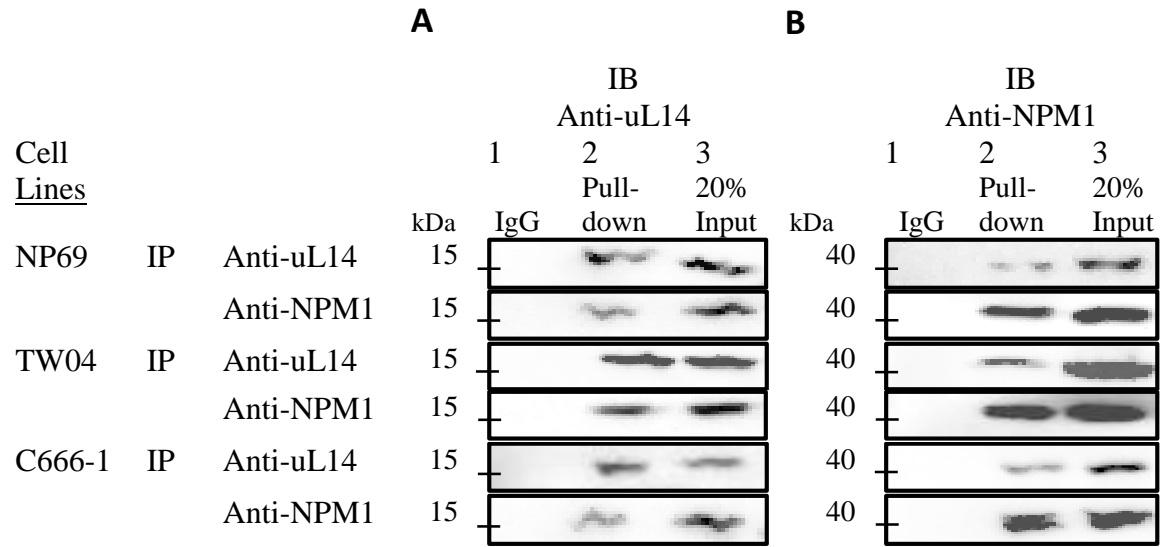 A B
IB IB
Anti-uL14 Anti-NPM1
Cell 1 2 3 1 2 3
Lines Pull- 20% Pull- 20%
kDa IgG down Input kDa IgG down Input
NP69 IP Anti-uL14 15 40
Anti-NPM1 15 40
TW04 IP Anti-uL14 15 40
Anti-NPM1 15 40
C666-1 IP Anti-uL14 15 40
Anti-NPM1 15 40